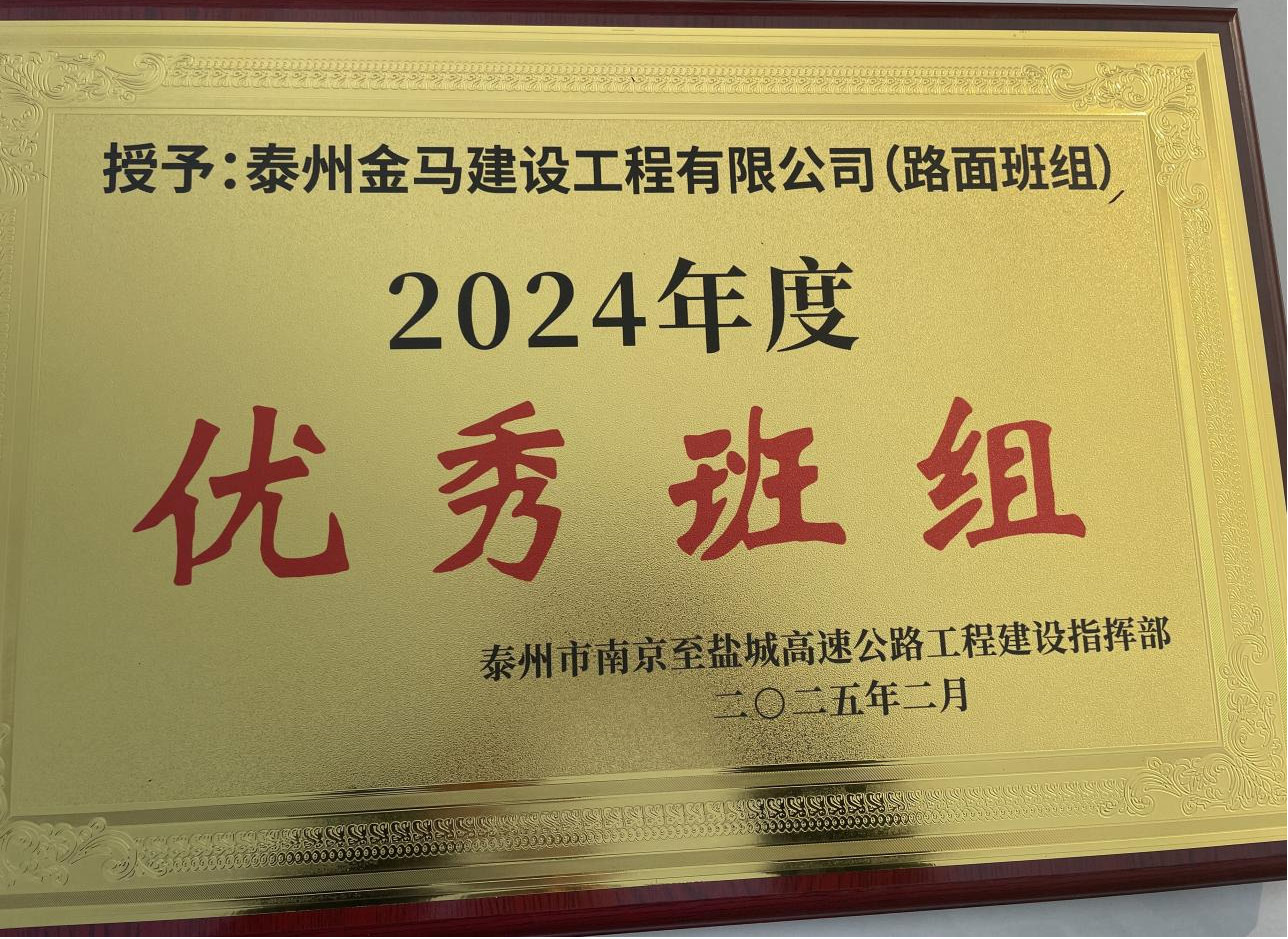 授予：泰州金马建设工程有限公司（路面班组）
2024年度
优秀班组
泰州市南京至盐城高速公路工程建设指挥部
二〇二五年二月